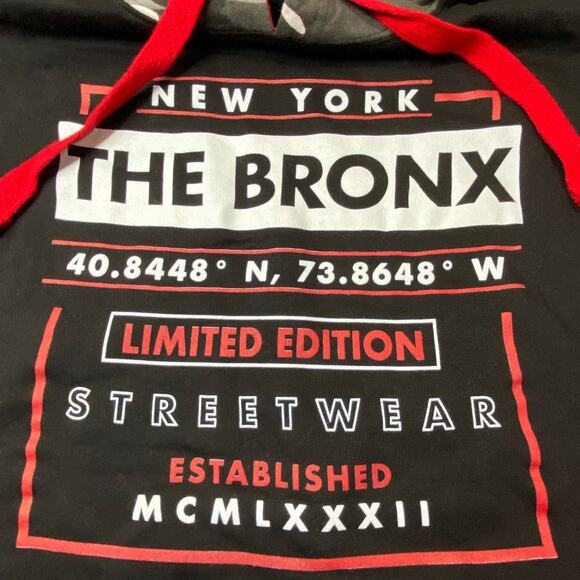 NEW YORK
THE BRONX
40.8448° N, 73.8648° W
LIMITED EDITION
STREETWEAR
ESTABLISHED
MCMLXXXII